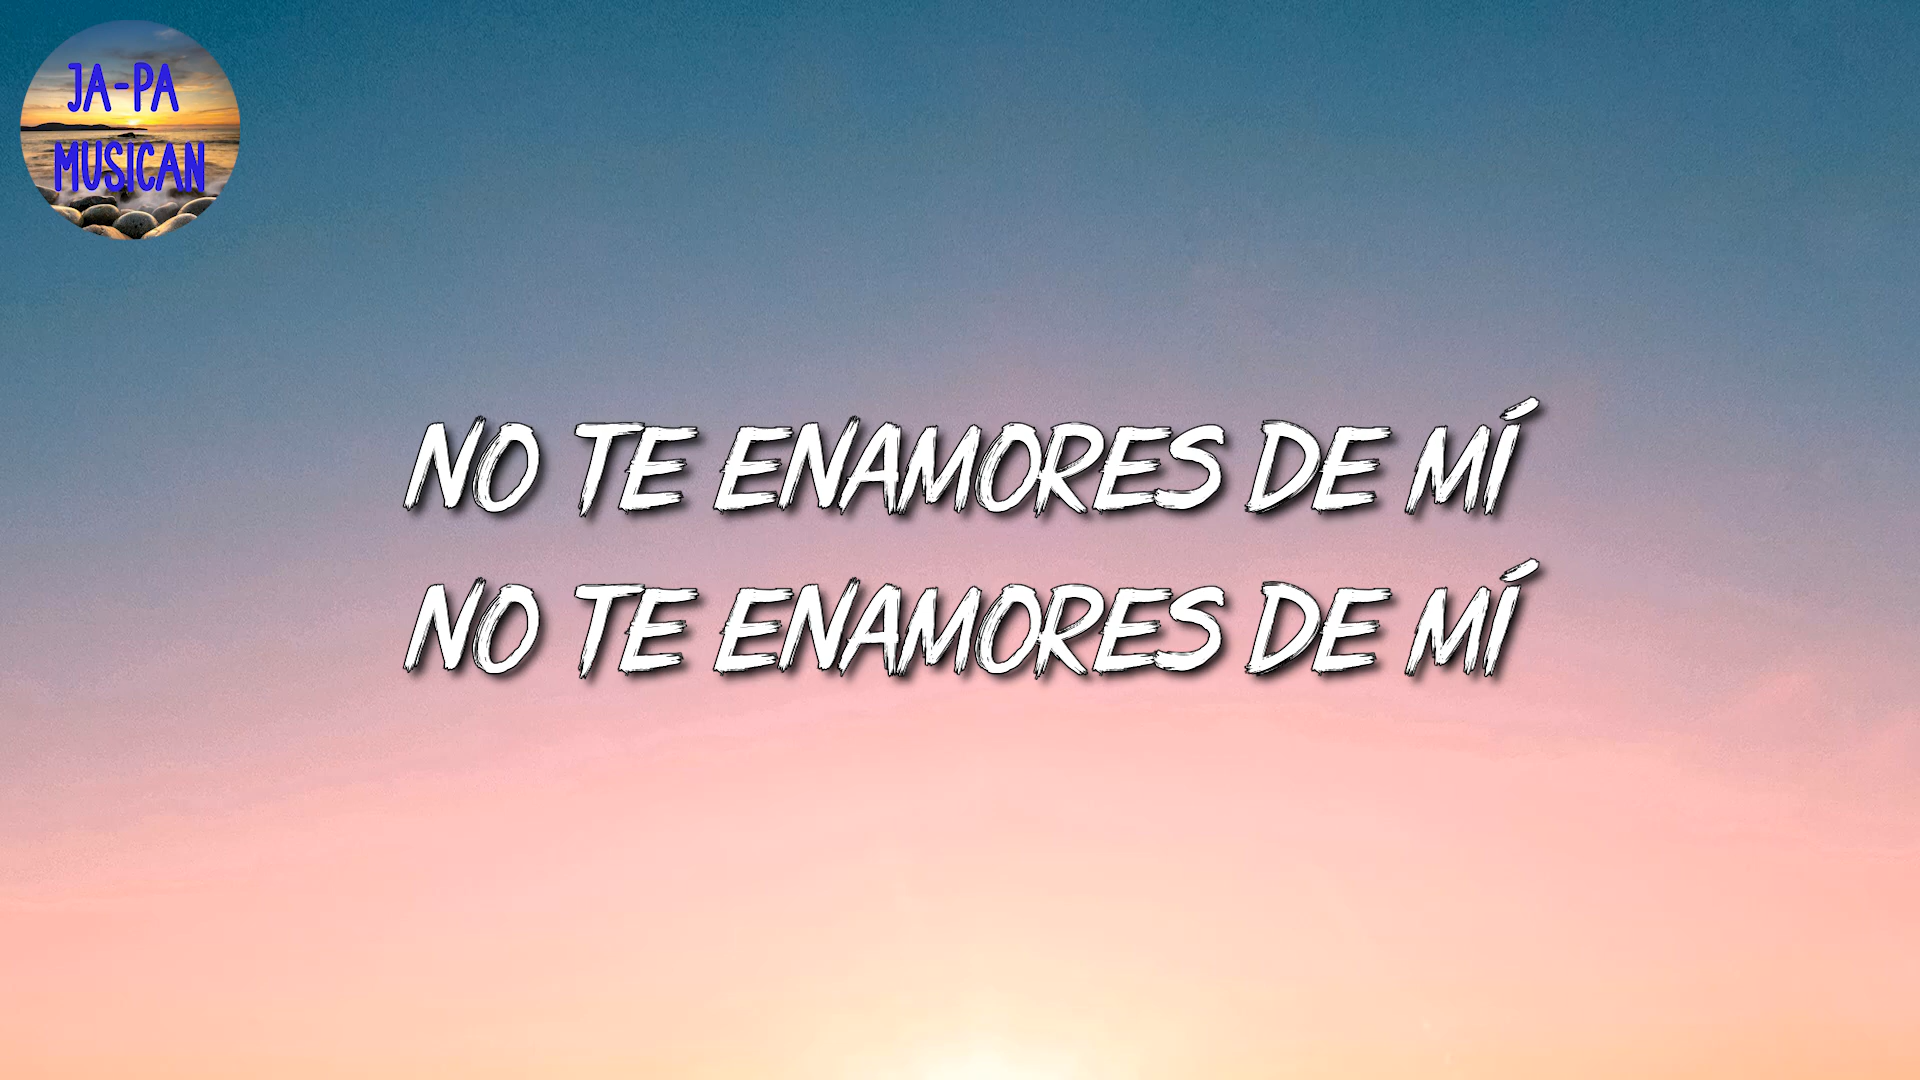 JA-PA
MUSICAN
NO TE ENAMORES DE MÍ
NO TE ENAMORES DE MÍ